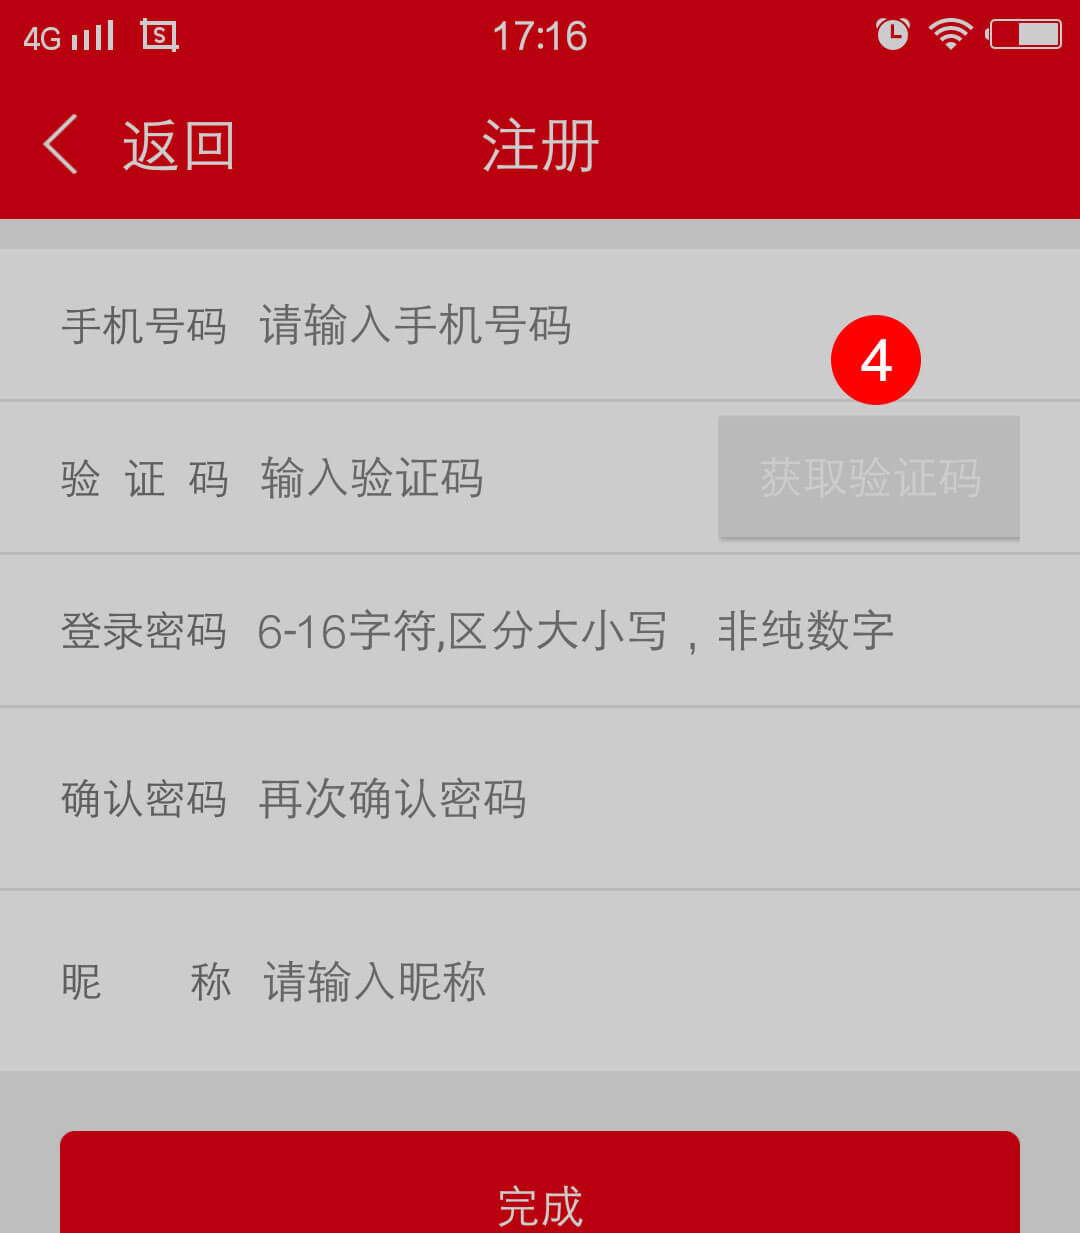 4G S 17:16
返回 注册
手机号码 请输入手机号码
4
验证码 输入验证码 获取验证码
登录密码 6-16字符,区分大小写，非纯数字
确认密码 再次确认密码
昵称 请输入昵称
完成